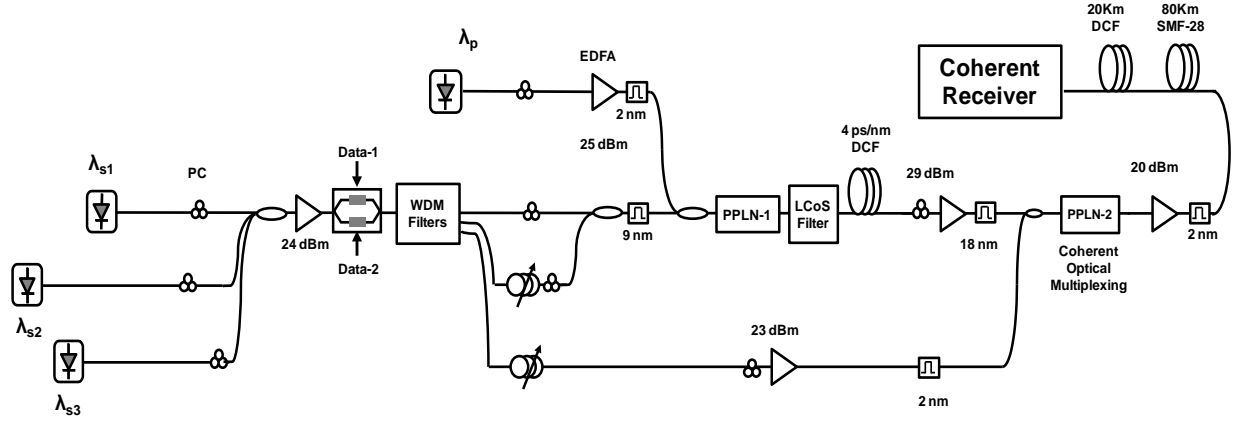 20Km
DCF
80Km
SMF-28
λp
EDFA
Coherent
Receiver
2 nm
25 dBm
4 ps/nm
DCF
λs1
PC
Data-1
29 dBm
20 dBm
WDM
Filters
PPLN-1
LCoS
Filter
PPLN-2
24 dBm
9 nm
18 nm
2 nm
Data-2
Coherent
Optical
Multiplexing
λs2
23 dBm
λs3
2 nm